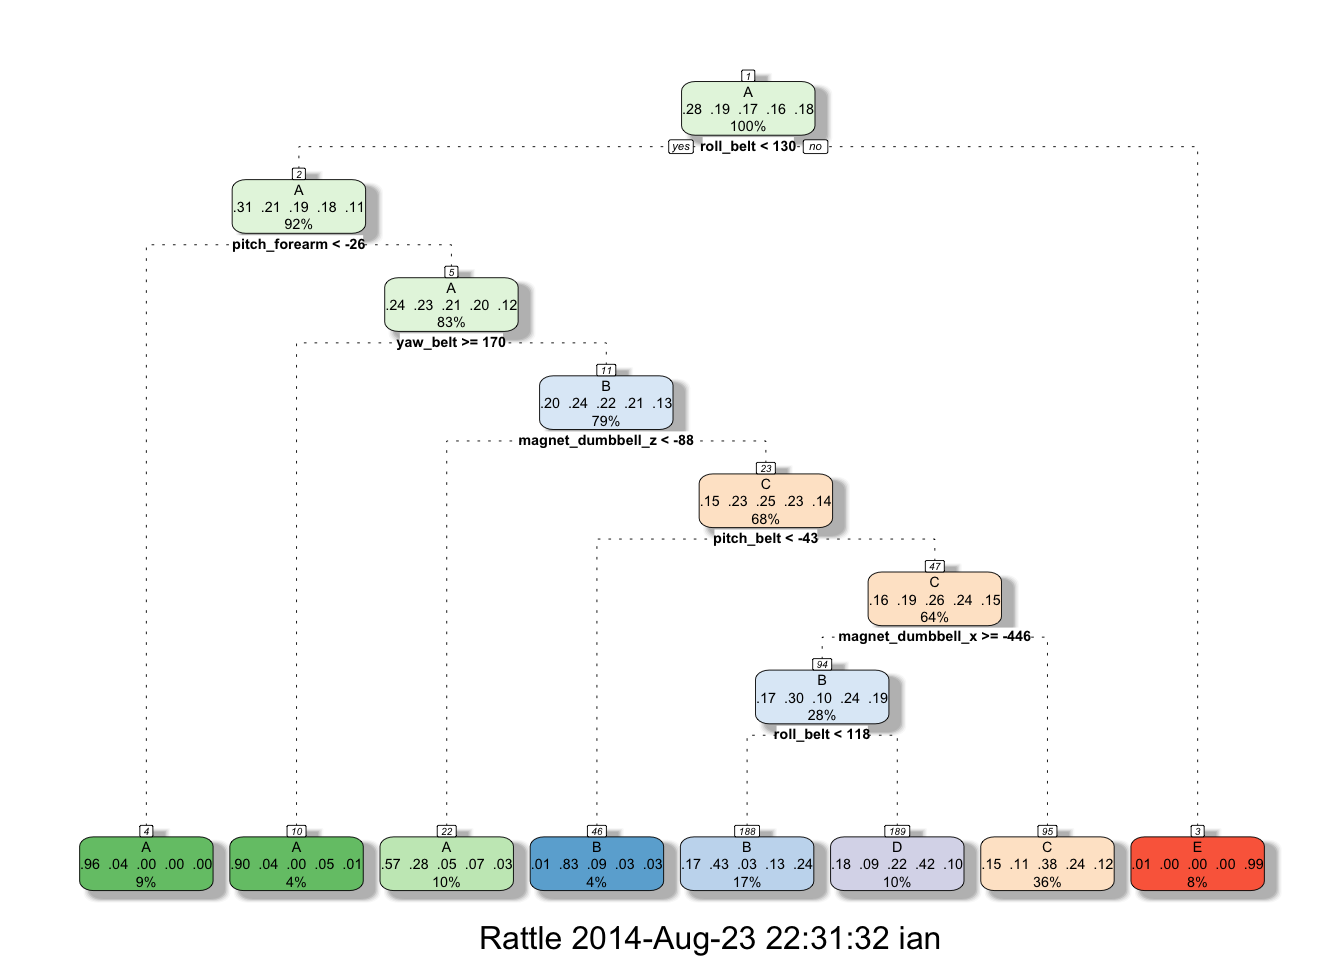 1
A
.28 .19 .17 .16 .18
100%
yes roll_belt < 130 no
2
A
.31 .21 .19 .18 .11
92%
pitch_forearm < -26
5
A
.24 .23 .21 .20 .12
83%
yaw_belt >= 170
11
B
.20 .24 .22 .21 .13
79%
magnet_dumbbell_z < -88
23
C
.15 .23 .25 .23 .14
68%
pitch_belt < -43
47
C
.16 .19 .26 .24 .15
64%
magnet_dumbbell_x >= -446
94
B
.17 .30 .10 .24 .19
28%
roll_belt < 118
4
A
.96 .04 .00 .00 .00
9%
10
A
.90 .04 .00 .05 .01
4%
22
A
.57 .28 .05 .07 .03
10%
46
B
.01 .83 .09 .03 .03
4%
188
B
.17 .43 .03 .13 .24
17%
189
D
.18 .09 .22 .42 .10
10%
95
C
.15 .11 .38 .24 .12
36%
3
E
.01 .00 .00 .00 .99
8%
Rattle 2014-Aug-23 22:31:32 ian